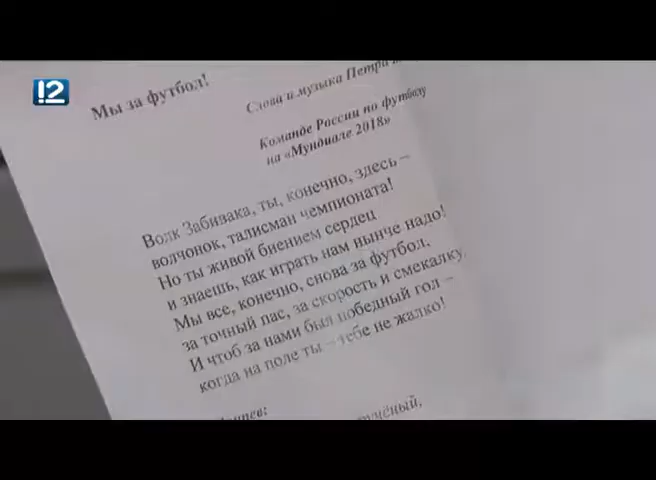 12
Мы за футбол!
Слова и музыка Петра
Команде России по футболу
на «Мундиале 2018»
Волк Забивака, ты, конечно, здесь –
волчонок, талисман чемпионата!
Но ты живой биением сердец
и знаешь, как играть нам нынче надо!
Мы все, конечно, снова за футбол,
за точный пас, за скорость и смекалку.
И чтоб за нами был победный гол –
когда на поле ты – тебе не жалко!